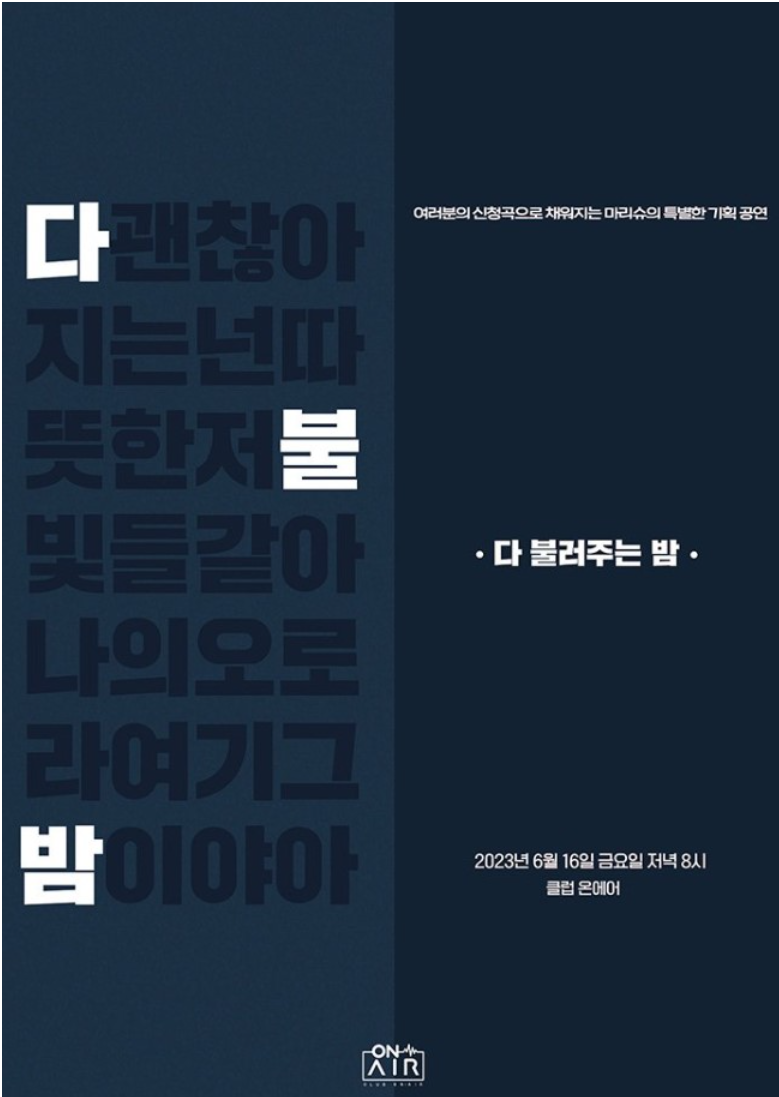 다괜찮아
지는넌따
뜻한저불
빛들같아
나의오로
라여기그
밤이야아
여러분의 신청곡으로 채워지는 마리슈의 특별한 기획 공연
· 다 불러주는 밤 ·
2023년 6월 16일 금요일 저녁 8시
클럽 온에어
ON
AIR
CLUB ONAIR